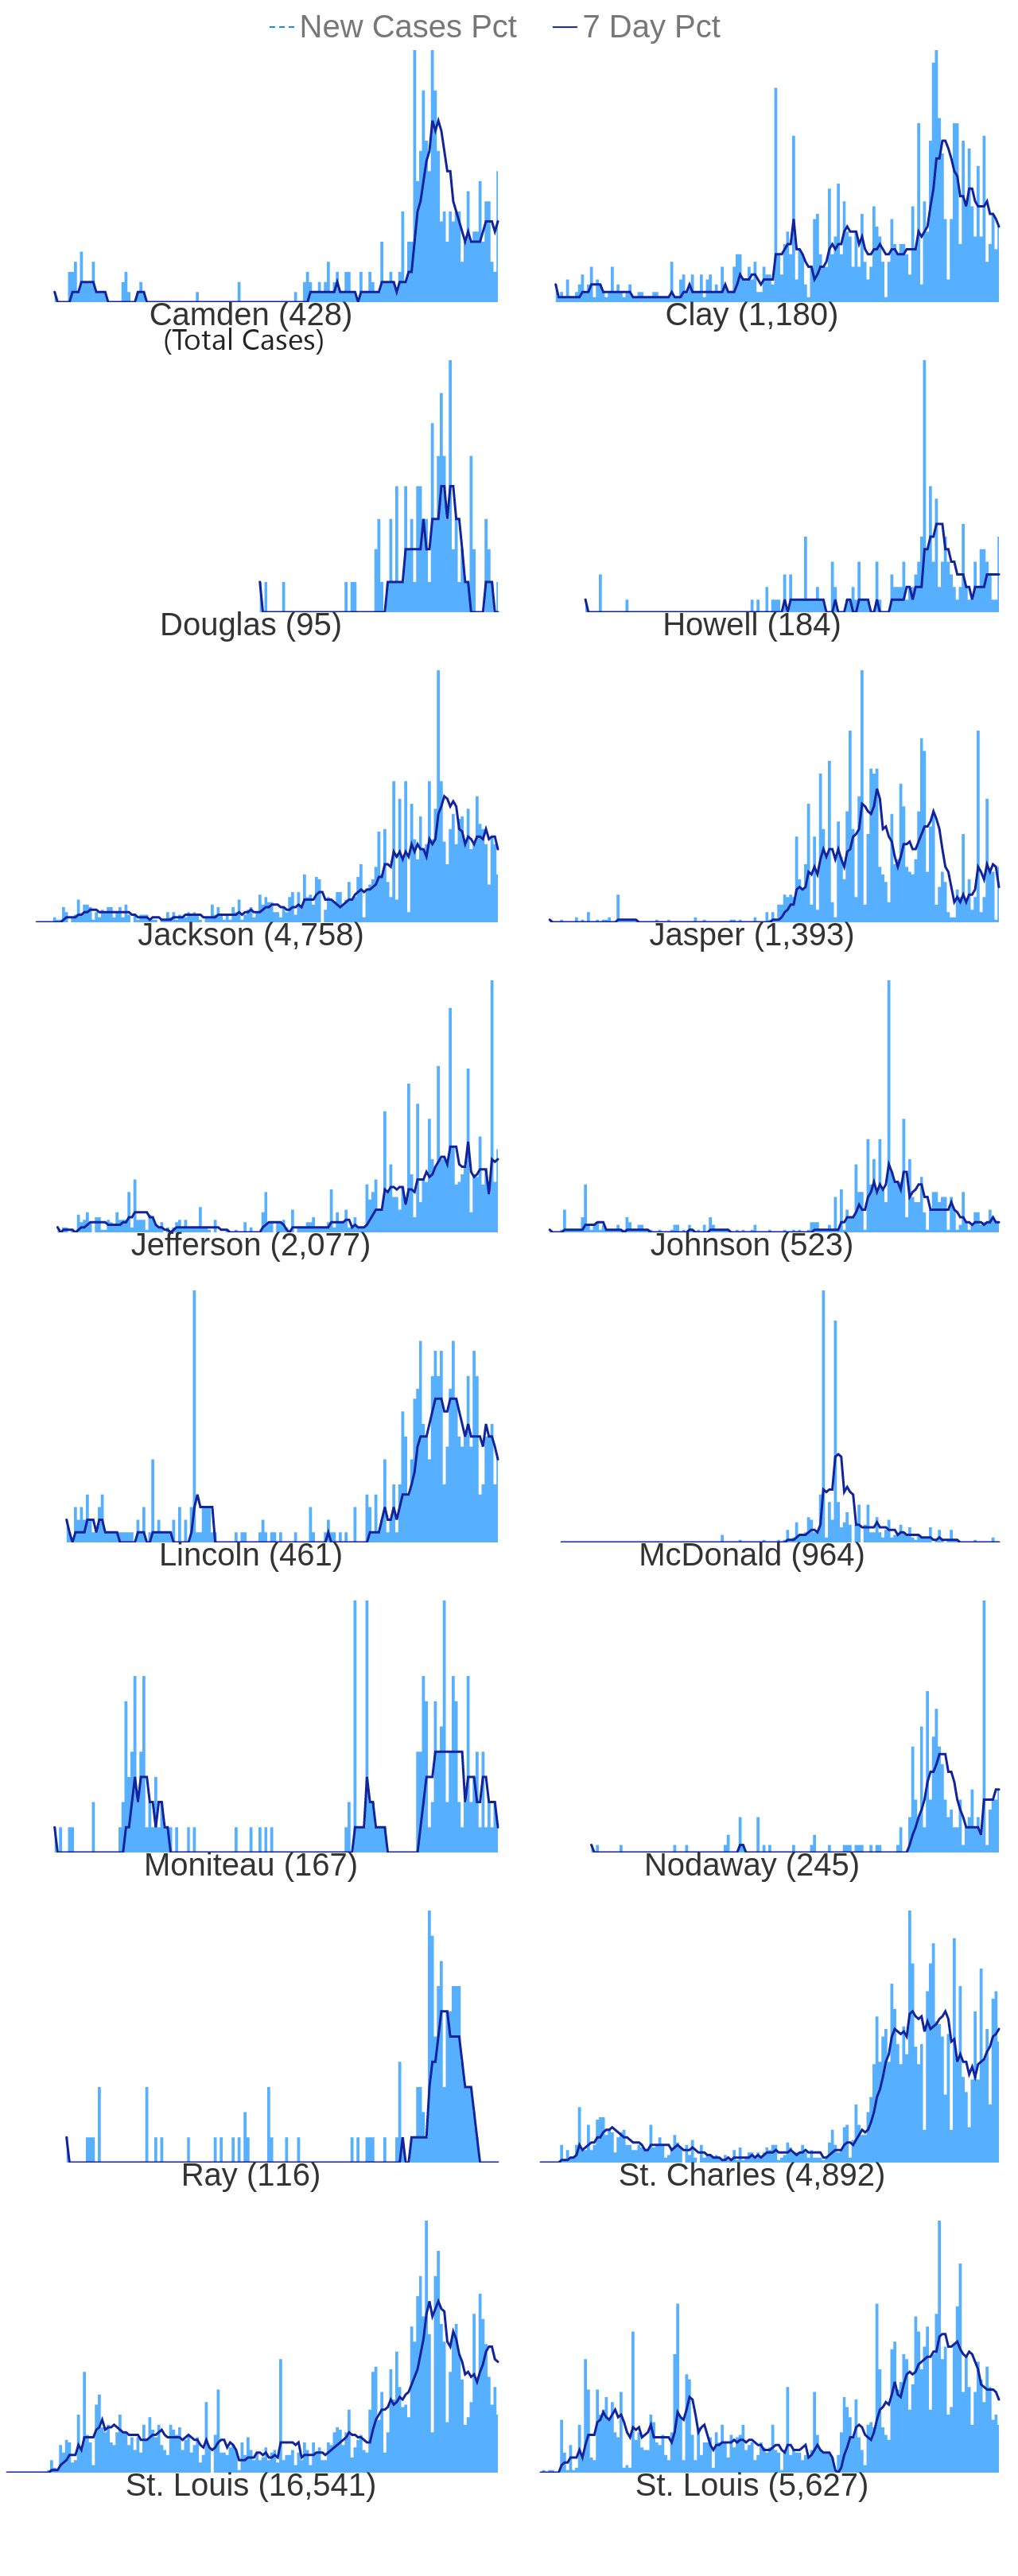 New Cases Pct 7 Day Pct
Camden (428) Clay (1,180)
(Total Cases)
Douglas (95) Howell (184)
Jackson (4,758) Jasper (1,393)
Jefferson (2,077) Johnson (523)
Lincoln (461) McDonald (964)
Moniteau (167) Nodaway (245)
Ray (116) St. Charles (4,892)
St. Louis (16,541) St. Louis (5,627)